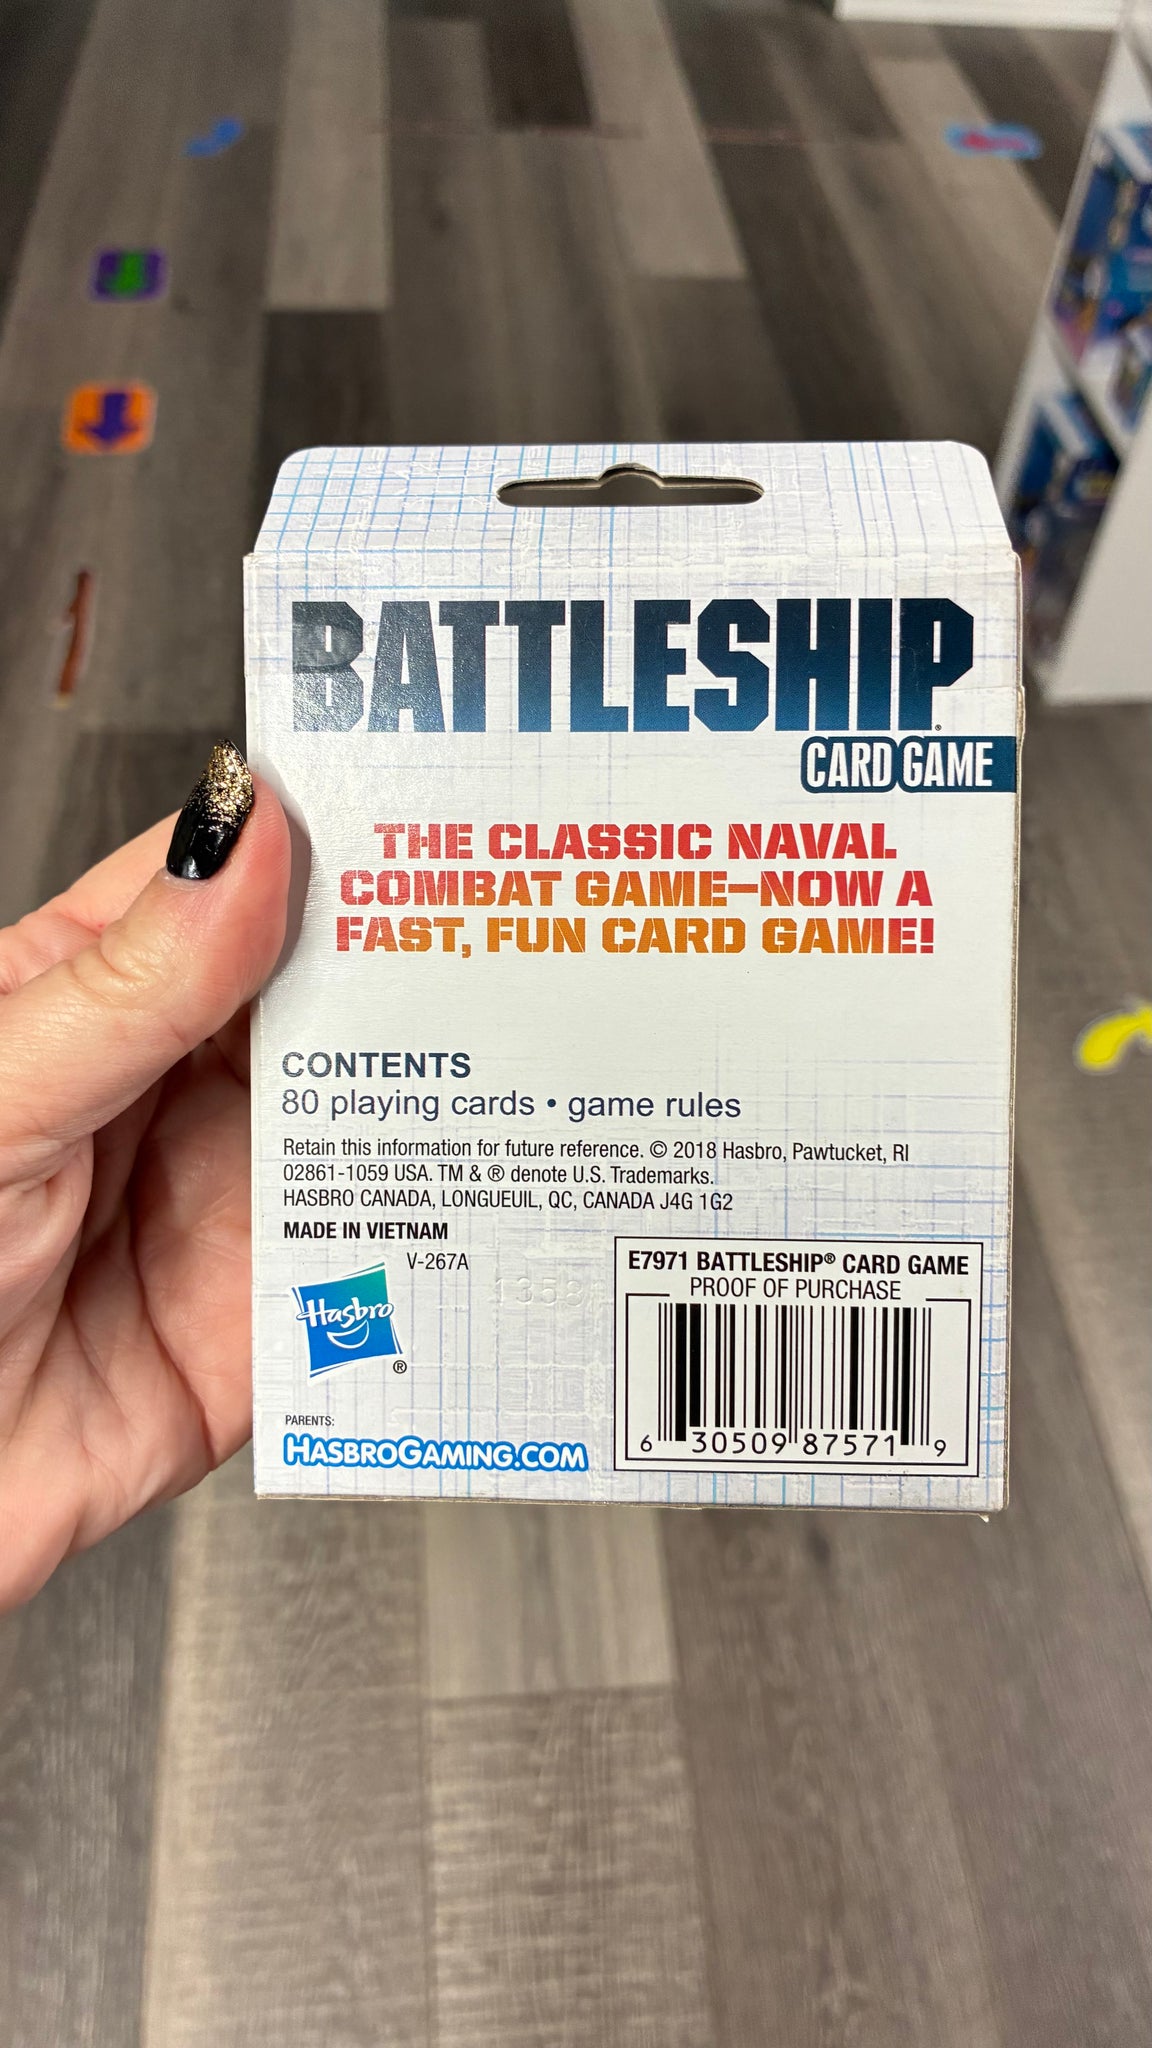 BATTLESHIP®
CARD GAME
THE CLASSIC NAVAL
COMBAT GAME–NOW A
FAST, FUN CARD GAME!
CONTENTS
80 playing cards • game rules
Retain this information for future reference. © 2018 Hasbro, Pawtucket, RI
02861-1059 USA. TM & ® denote U.S. Trademarks.
HASBRO CANADA, LONGUEUIL, QC, CANADA J4G 1G2
MADE IN VIETNAM
V-267A
Hasbro®
PARENTS:
HASBROGAMING.COM
E7971 BATTLESHIP® CARD GAME
PROOF OF PURCHASE
6 30509 87571 9